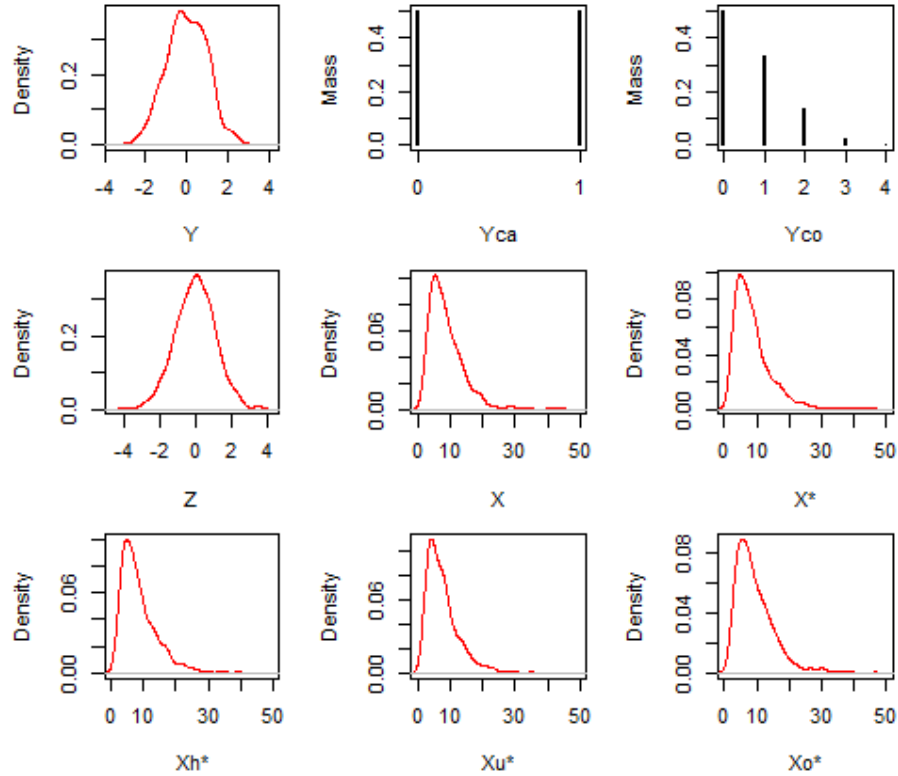 Density
0.0 0.2
-4 -2 0 2 4
Y
Mass
0.0 0.2 0.4
0 1
Yca
Mass
0.0 0.2 0.4
0 1 2 3 4
Yco
Density
0.0 0.2
-4 -2 0 2 4
Z
Density
0.00 0.06
0 10 30 50
X
Density
0.00 0.04 0.08
0 10 30 50
X*
Density
0.00 0.06
0 10 30 50
Xh*
Density
0.00 0.06
0 10 30 50
Xu*
Density
0.00 0.04 0.08
0 10 30 50
Xo*